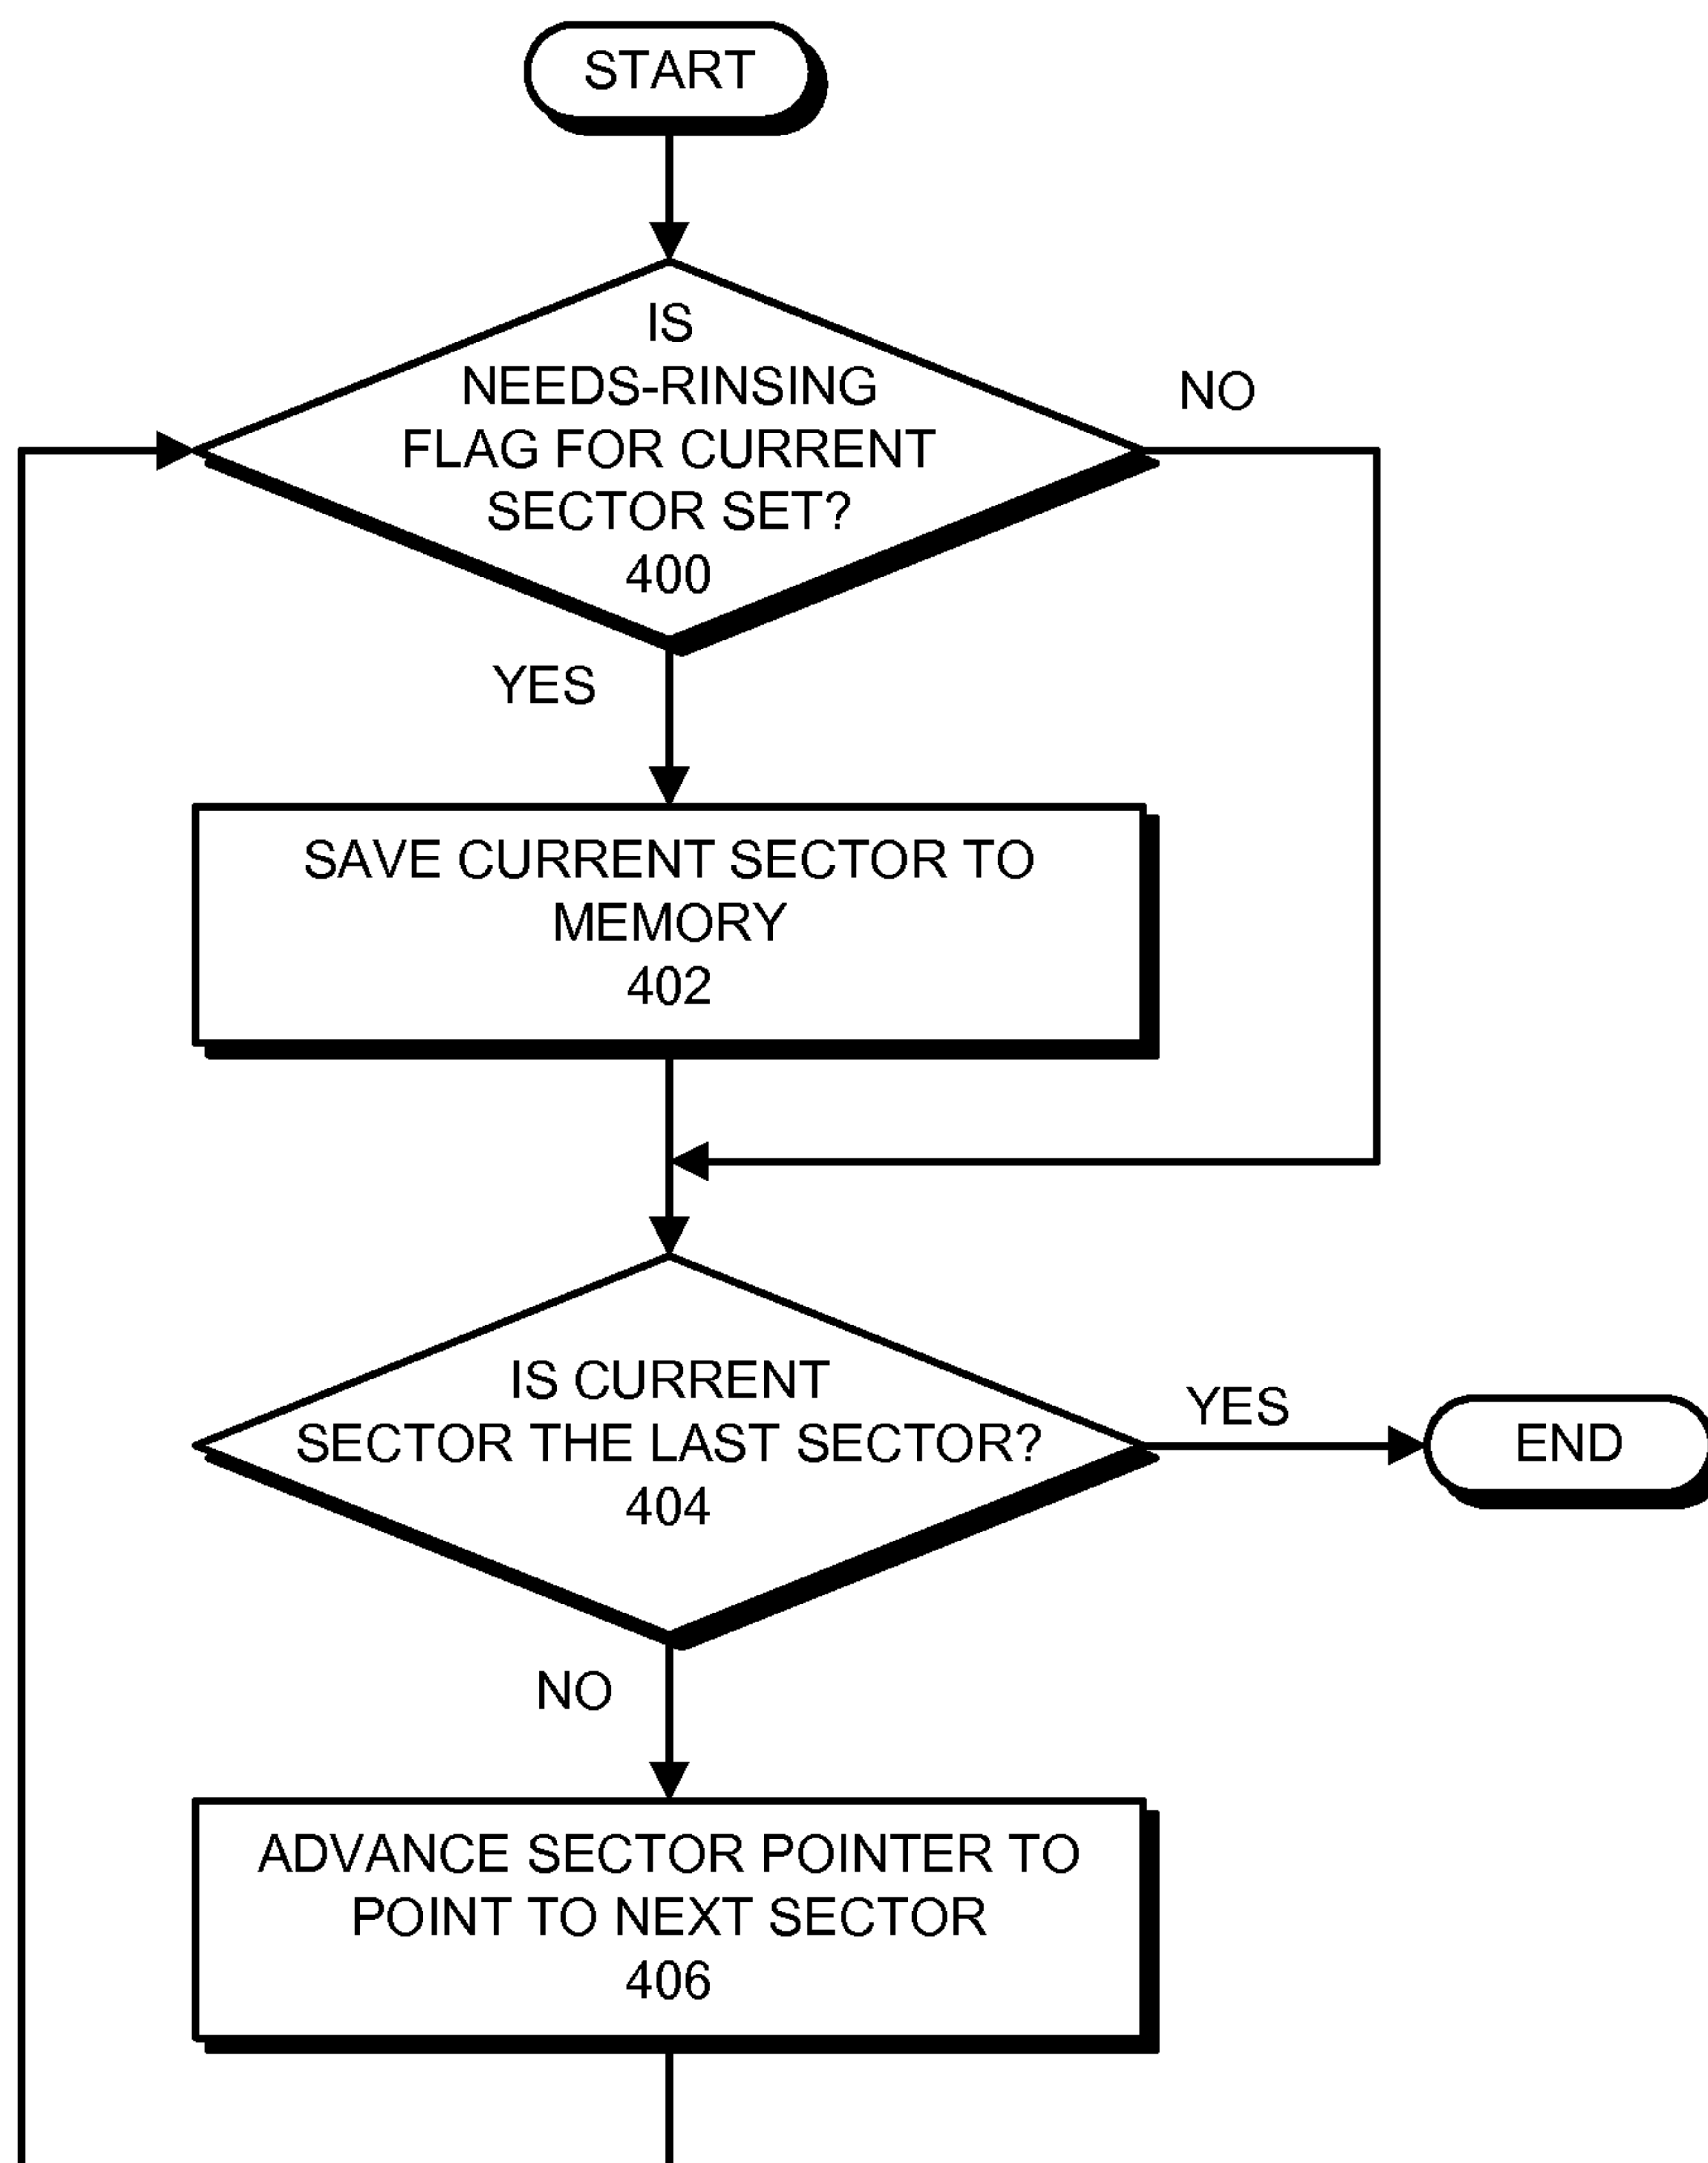 START
IS
NEEDS-RINSING
FLAG FOR CURRENT
SECTOR SET?
400
NO
YES
SAVE CURRENT SECTOR TO
MEMORY
402
IS CURRENT
SECTOR THE LAST SECTOR?
404
YES
END
NO
ADVANCE SECTOR POINTER TO
POINT TO NEXT SECTOR
406